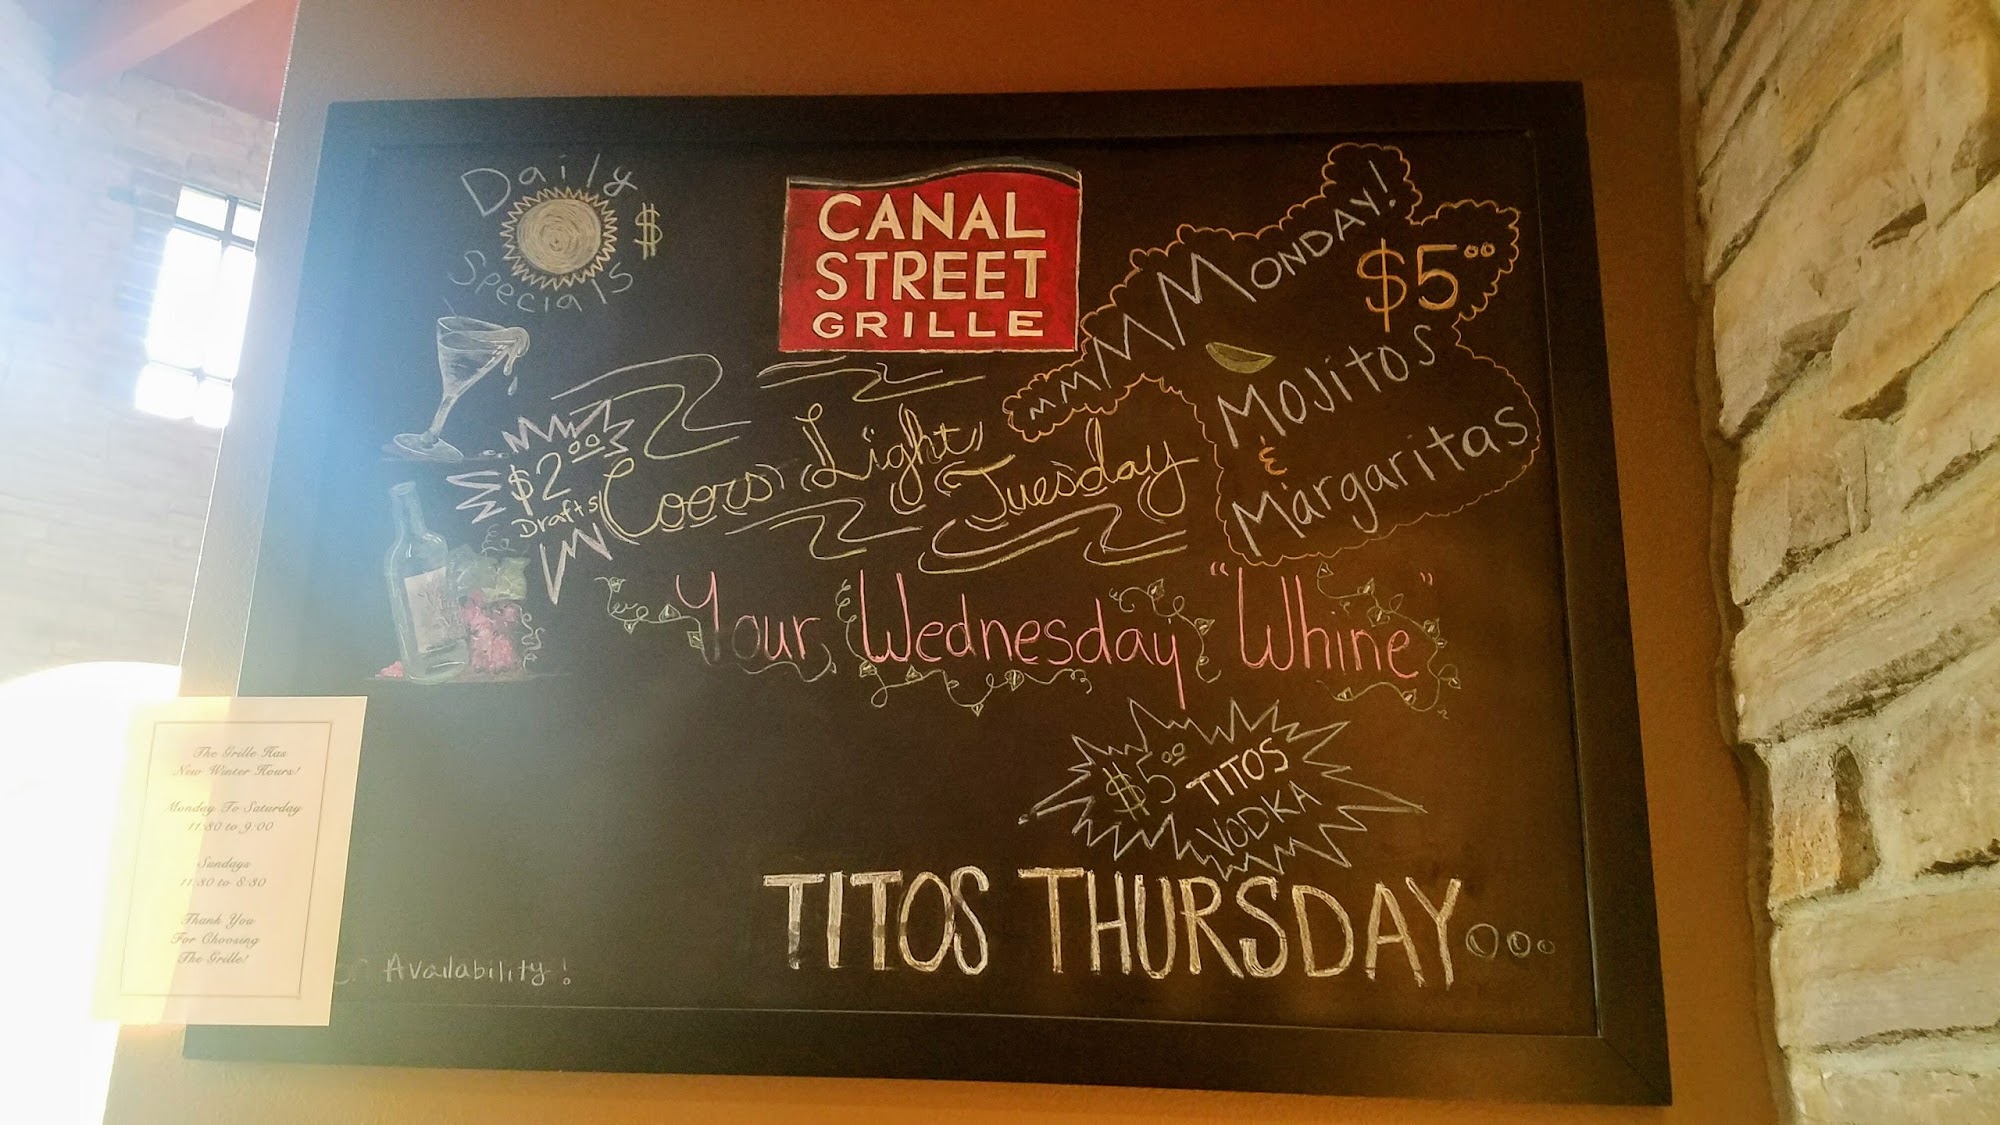 Daily
$
Specials
CANAL
STREET
GRILLE
MMMMMONDAY!
$5.00
MOJITOS
&
Margaritas
$2.00
Drafts!
Coors Light
Tuesday
Your Wednesday "Whine"
$5.00 TITOS
VODKA
TITOS THURSDAY...
on Availability!
The Grille Has
New Winter Hours!
Monday To Saturday
11:30 to 9:00
Sundays
11:30 to 8:30
Thank You
For Choosing
The Grille!